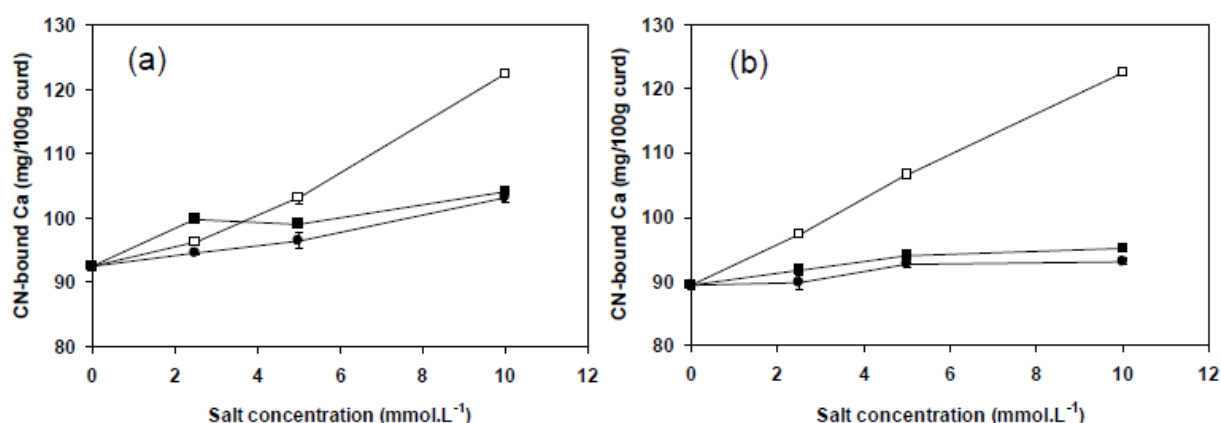 (a)
CN-bound Ca (mg/100g curd)
130
120
110
100
90
80
0 2 4 6 8 10 12
Salt concentration (mmol.L⁻¹)
(b)
CN-bound Ca (mg/100g curd)
130
120
110
100
90
80
0 2 4 6 8 10 12
Salt concentration (mmol.L⁻¹)